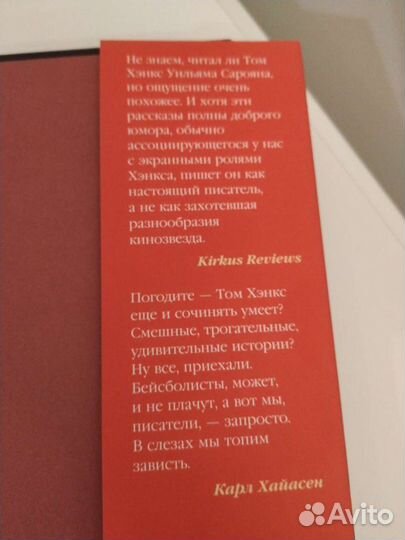 Не знаем, читал ли Том
Хэнкс Уильяма Сарояна,
но ощущение очень
похожее. И хотя эти
рассказы полны доброго
юмора, обычно
ассоциирующегося у нас
с экранными ролями
Хэнкса, пишет он как
настоящий писатель,
а не как захотевшая
разнообразия
кинозвезда.
Kirkus Reviews
Погодите — Том Хэнкс
еще и сочинять умеет?
Смешные, трогательные,
удивительные истории?
Ну все, приехали.
Бейсболисты, может,
и не плачут, а вот мы,
писатели, — запросто.
В слезах мы топим
зависть.
Карл Хайасен
Avito